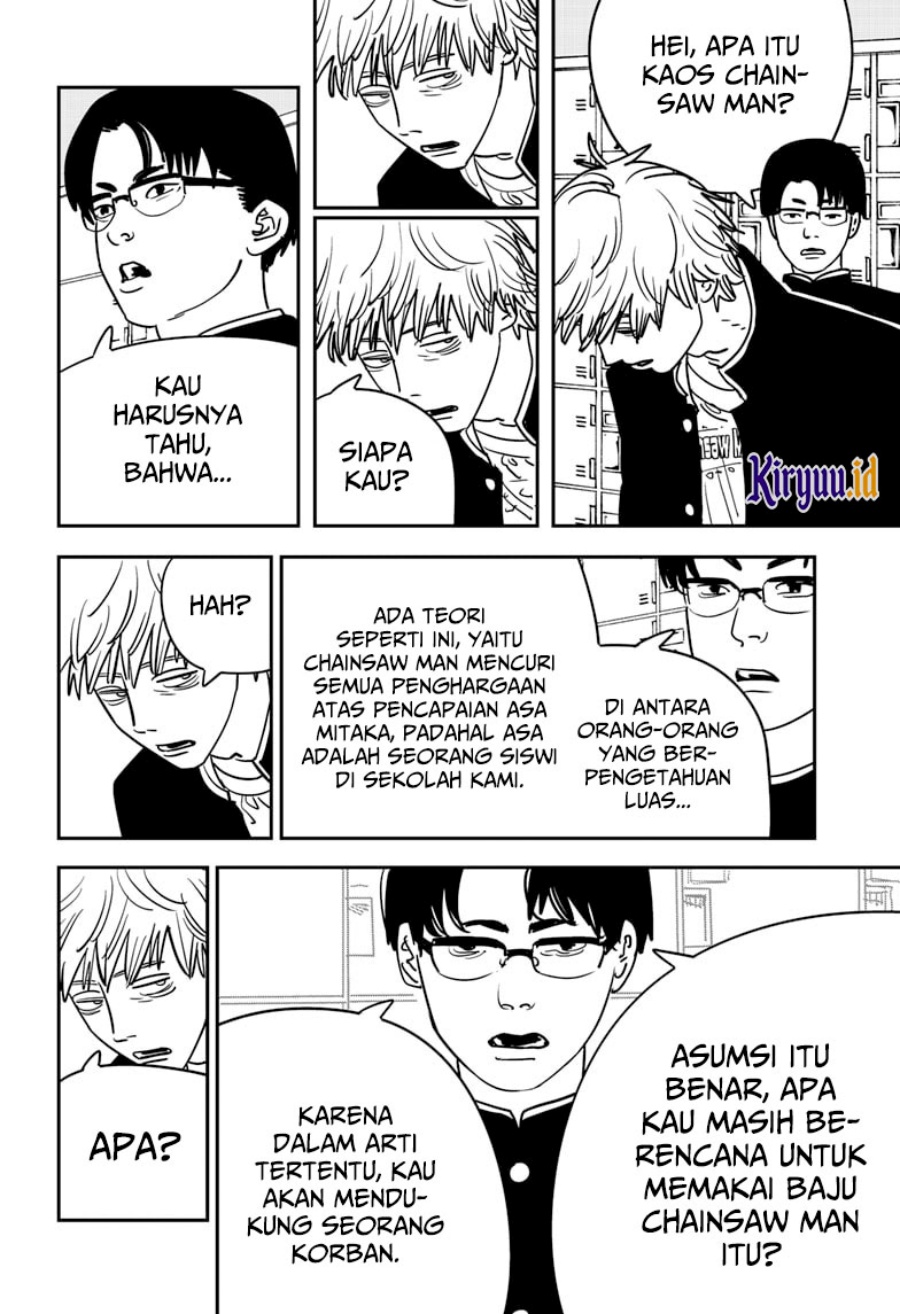 HEI, APA ITU
KAOS CHAIN-
SAW MAN?
SIAPA
KAU?
KAU
HARUSNYA
TAHU,
BAHWA...
Kiryuu.id
DI ANTARA
ORANG-ORANG
YANG BER-
PENGETAHUAN
LUAS...
ADA TEORI
SEPERTI INI, YAITU
CHAINSAW MAN MENCURI
SEMUA PENGHARGAAN
ATAS PENCAPAIAN ASA
MITAKA, PADAHAL ASA
ADALAH SEORANG SISWI
DI SEKOLAH KAMI.
HAH?
ASUMSI ITU
BENAR, APA
KAU MASIH BE-
RENCANA UNTUK
MEMAKAI BAJU
CHAINSAW MAN
ITU?
KARENA
DALAM ARTI
TERTENTU, KAU
AKAN MENDU-
KUNG SEORANG
KORBAN.
APA?